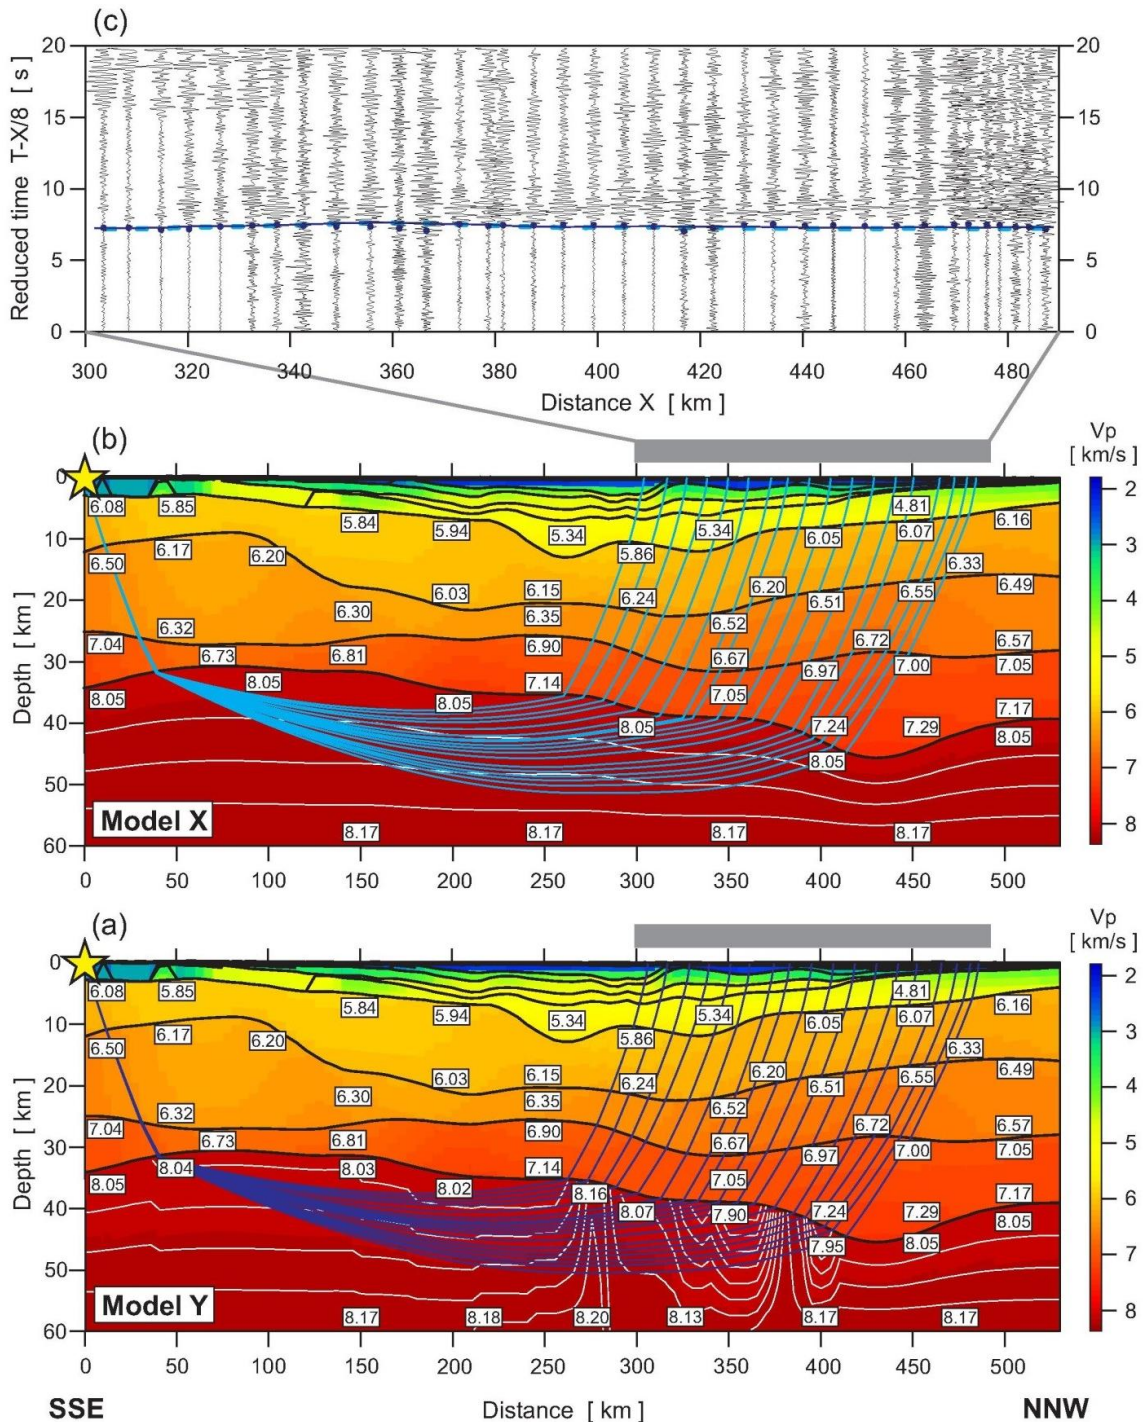 (c)
20
15
10
5
0
20
15
10
5
0
Reduced time T-X/8 [ s ]
300 320 340 360 380 400 420 440 460 480
Distance X [ km ]
(b)
Vp
[ km/s ]
0
10
20
30
40
50
60
Depth [ km ]
6.08 5.85 5.84 5.94 5.34 5.86 5.34 6.05 4.81 6.07 6.16
6.50 6.17 6.20 6.03 6.15 6.24 6.20 6.51 6.55 6.33 6.49
6.30 6.35 6.52
7.04 6.32 6.73 6.81 6.90 6.67 6.97 6.72 7.00 6.57 7.05
8.05 8.05 8.05 7.14 8.05 7.05 7.24 7.29 7.17
8.05 8.05
8.17 8.17 8.17 8.17
Model X
2
3
4
5
6
7
8
0 50 100 150 200 250 300 350 400 450 500
(a)
Vp
[ km/s ]
0
10
20
30
40
50
60
Depth [ km ]
6.08 5.85 5.84 5.94 5.34 5.86 5.34 6.05 4.81 6.07 6.16
6.50 6.17 6.20 6.03 6.15 6.24 6.20 6.51 6.55 6.33 6.49
6.30 6.35 6.52
7.04 6.32 6.73 6.81 6.90 6.67 6.97 6.72 7.00 6.57 7.05
8.05 8.04 8.03 8.02 7.14 8.16 8.07 7.05 7.90 7.24 7.29 7.17
7.95 8.05 8.05
8.17 8.18 8.20 8.13 8.17 8.17
Model Y
2
3
4
5
6
7
8
0 50 100 150 200 250 300 350 400 450 500
SSE Distance [ km ] NNW